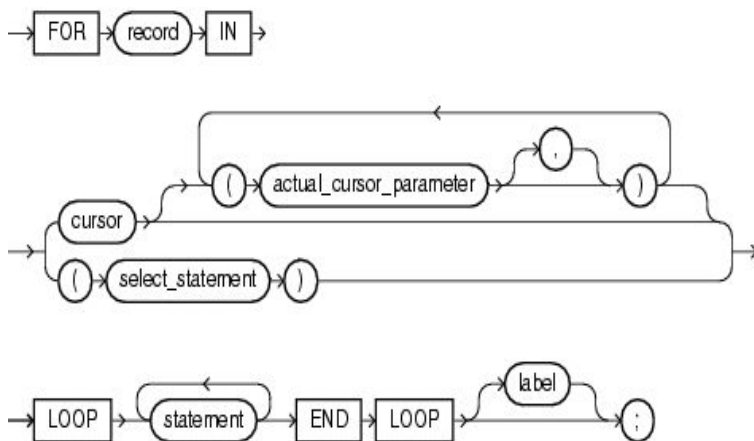 FOR record IN
,
( actual_cursor_parameter )
cursor
( select_statement )
label
LOOP statement END LOOP ;